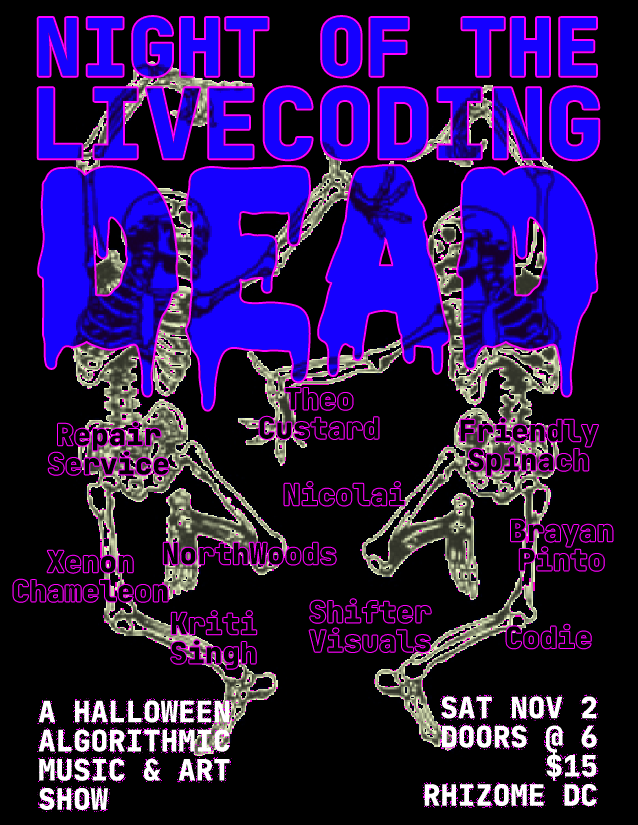 NIGHT OF THE
LIVECODING
DEAD
Theo
Custard
Repair
Service
Friendly
Spinach
Nicolai
Brayan
Pinto
NorthWoods
Xenon
Chameleon
Shifter
Visuals
Kriti
Singh
Codie
A HALLOWEEN
ALGORITHMIC
MUSIC & ART
SHOW
SAT NOV 2
DOORS @ 6
$15
RHIZOME DC